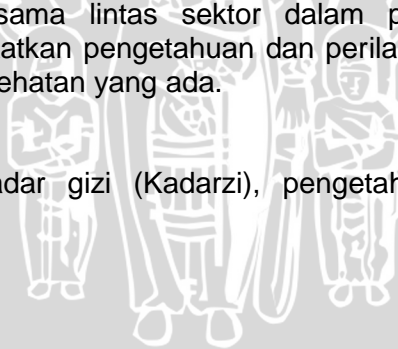 sama lintas sektor dalam p
atkan pengetahuan dan perila
ehatan yang ada.
adar gizi (Kadarzi), pengetah